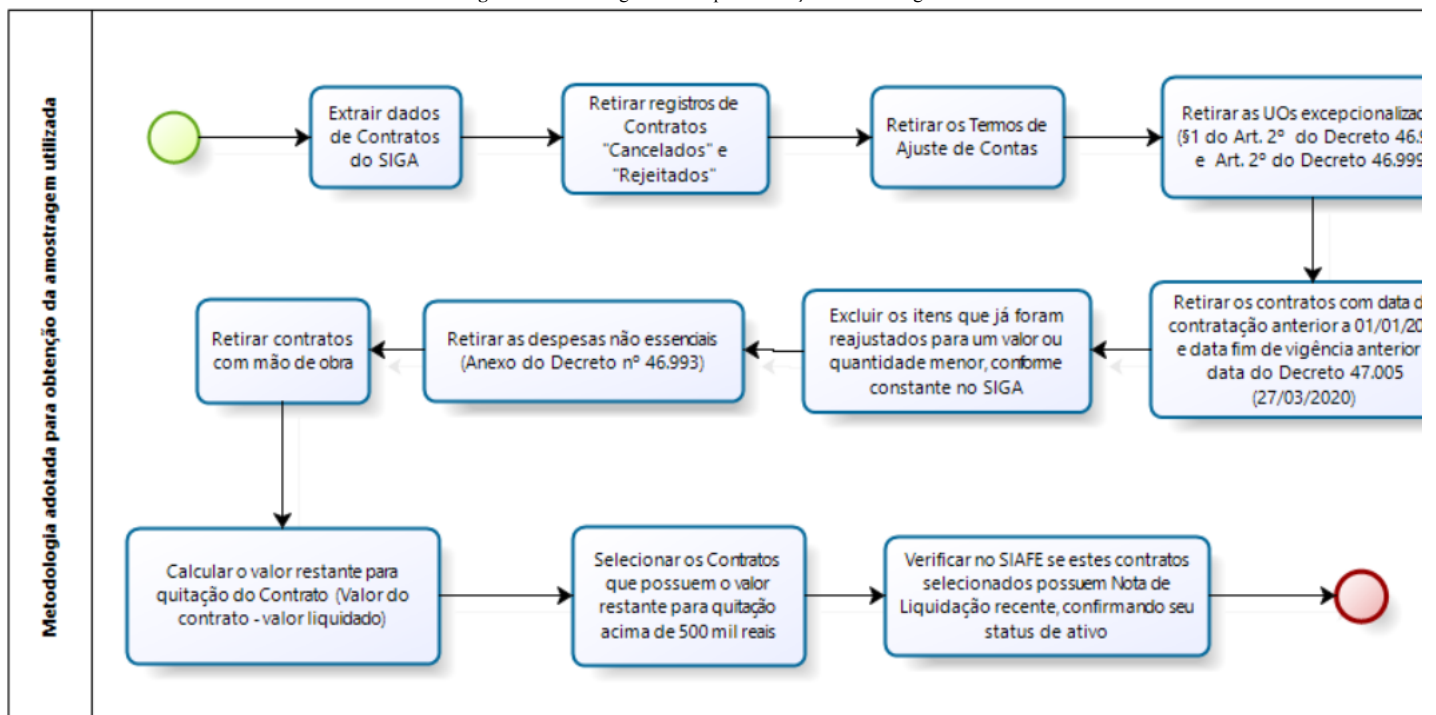 Metodologia adotada para obtenção da amostragem utilizada
Extrair dados
de Contratos
do SIGA
Retirar registros de
Contratos
"Cancelados" e
"Rejeitados"
Retirar os Termos de
Ajuste de Contas
Retirar as UOs
(§1 do Art. 2º do Decreto
e Art. 2º do Decreto 46.999
Retirar os contratos com data
contratação anterior a
e data fim de vigência anterior
data do Decreto 47.005
(27/03/2020)
Excluir os itens que já foram
reajustados para um valor ou
quantidade menor, conforme
constante no SIGA
Retirar as despesas não essenciais
(Anexo do Decreto nº 46.993)
Retirar contratos
com mão de obra
Calcular o valor restante para
quitação do Contrato (Valor do
contrato - valor liquidado)
Selecionar os Contratos
que possuem o valor
restante para quitação
acima de 500 mil reais
Verificar no SIAFE se estes contratos
selecionados possuem Nota de
Liquidação recente, confirmando seu
status de ativo